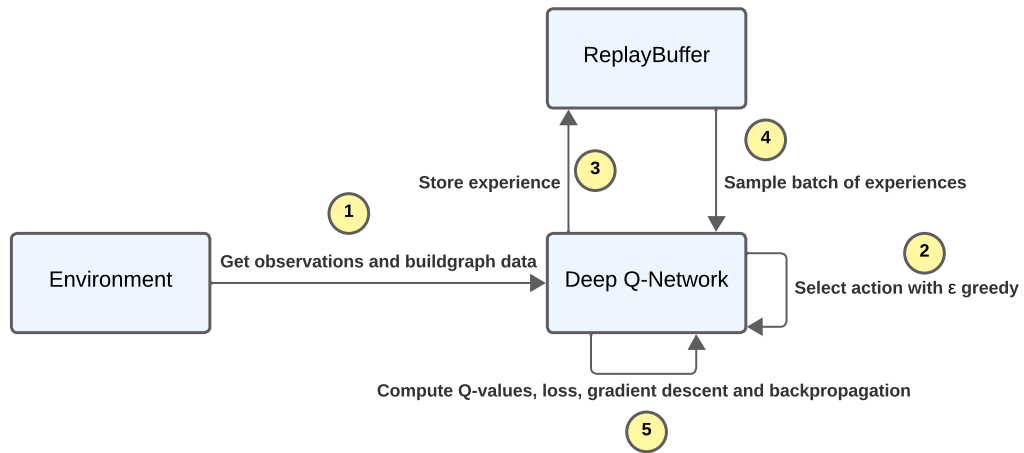 ReplayBuffer
4
3
Store experience
Sample batch of experiences
1
2
Get observations and buildgraph data
Environment
Deep Q-Network
Select action with ε greedy
Compute Q-values, loss, gradient descent and backpropagation
5